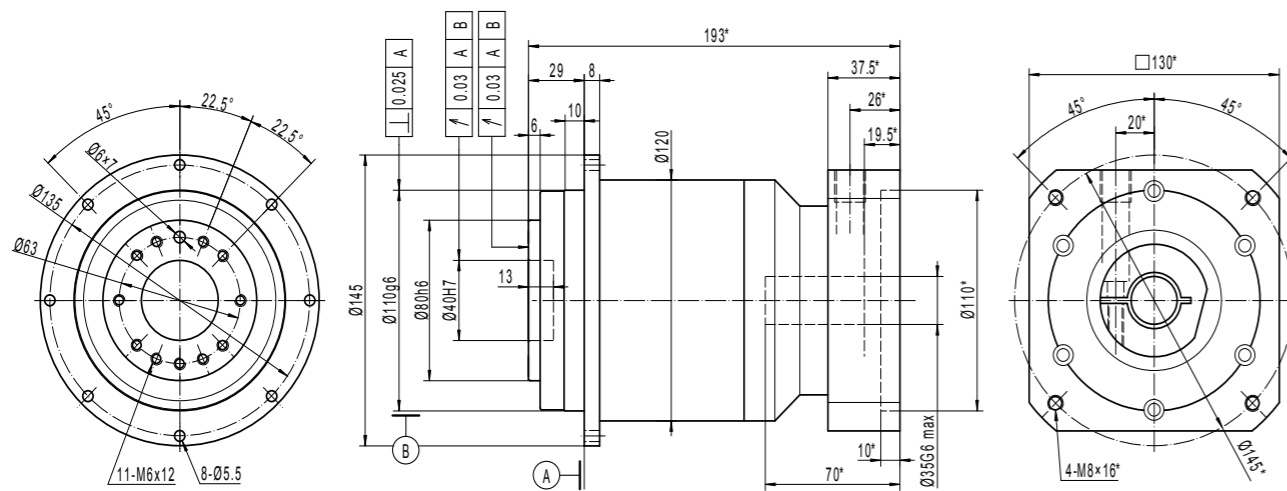 45°
22.5°
22.5°
Ø6×7
Ø135
Ø63
11-M6x12
8-Ø5.5
⊥ 0.025 A
↗ 0.03 A B
↗ 0.03 A B
193*
29
8
10
6
37.5*
26*
19.5*
Ø120
Ø145
Ø110g6
Ø80h6
Ø40H7
13
B
A
Ø110*
Ø35G6 max
10*
70*
□130*
45°
45°
20*
Ø145*
4-M8×16*